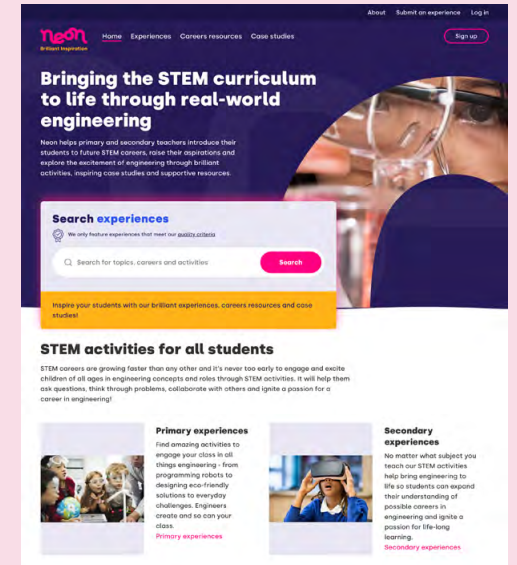 About Submit an experience Log in
neon
Brilliant Inspiration
Home Experiences Careers resources Case studies
Sign up
Bringing the STEM curriculum
to life through real-world
engineering
Neon helps primary and secondary teachers introduce their
students to future STEM careers, raise their aspirations and
explore the excitement of engineering through brilliant
activities, inspiring case studies and supportive resources.
Search experiences
We only feature experiences that meet our quality criteria
Search for topics, careers and activities
Search
Inspire your students with our brilliant experiences, careers resources and case
studies!
STEM activities for all students
STEM careers are growing faster than any other and it's never too early to engage and excite
children of all ages in engineering concepts and roles through STEM activities. It will help them
ask questions, think through problems, collaborate with others and ignite a passion for a
career in engineering!
Primary experiences
Find amazing activities to
engage your class in all
things engineering - from
programming robots to
designing eco-friendly
solutions to everyday
challenges. Engineers
create and so can your
class.
Primary experiences
Secondary
experiences
No matter what subject you
teach our STEM activities
help bring engineering to
life so students can expand
their understanding of
possible careers in
engineering and ignite a
passion for life-long
learning.
Secondary experiences